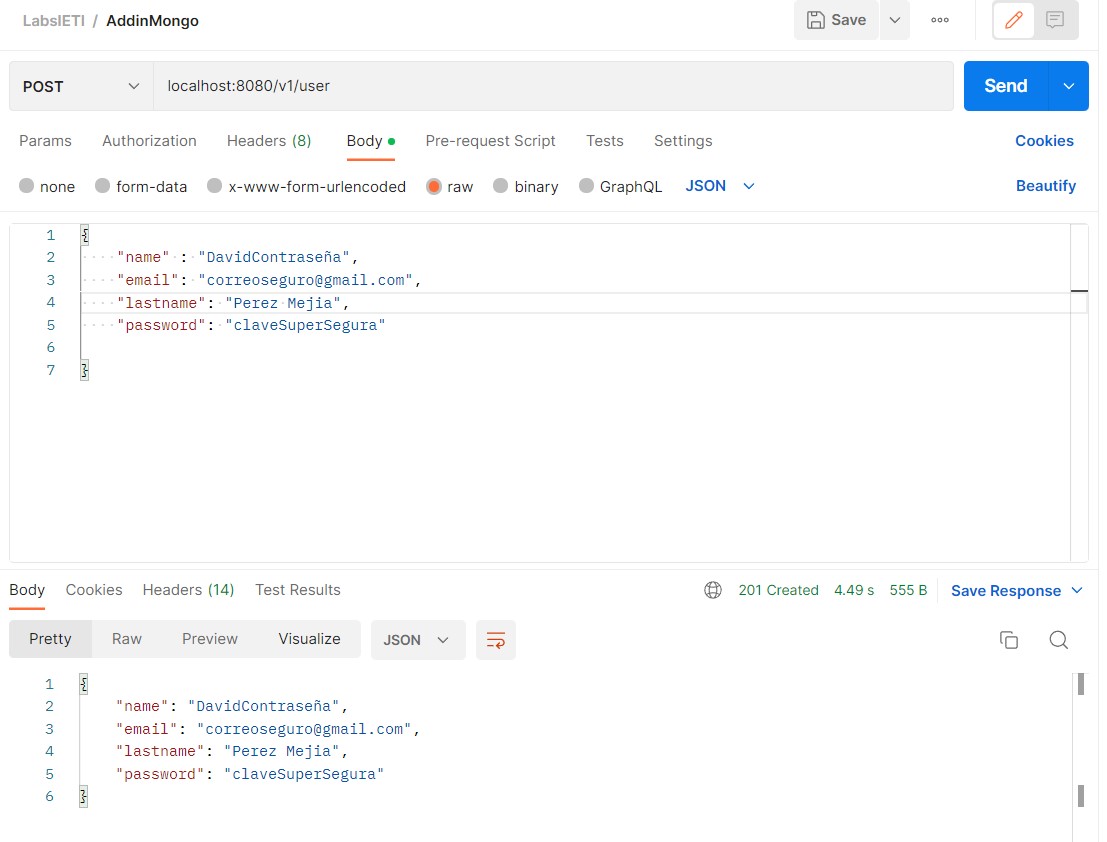 LabsIETI / AddinMongo
Save
POST
localhost:8080/v1/user
Send
Params Authorization Headers (8) Body Pre-request Script Tests Settings Cookies
none form-data x-www-form-urlencoded raw binary GraphQL JSON Beautify
1 {
2 ····"name"·:·"DavidContraseña",
3 ····"email":·"correoseguro@gmail.com",
4 ····"lastname":·"Perez·Mejia",
5 ····"password":·"claveSuperSegura"
6
7 }
Body Cookies Headers (14) Test Results 201 Created 4.49 s 555 B Save Response
Pretty Raw Preview Visualize JSON
1 {
2 "name": "DavidContraseña",
3 "email": "correoseguro@gmail.com",
4 "lastname": "Perez Mejia",
5 "password": "claveSuperSegura"
6 }